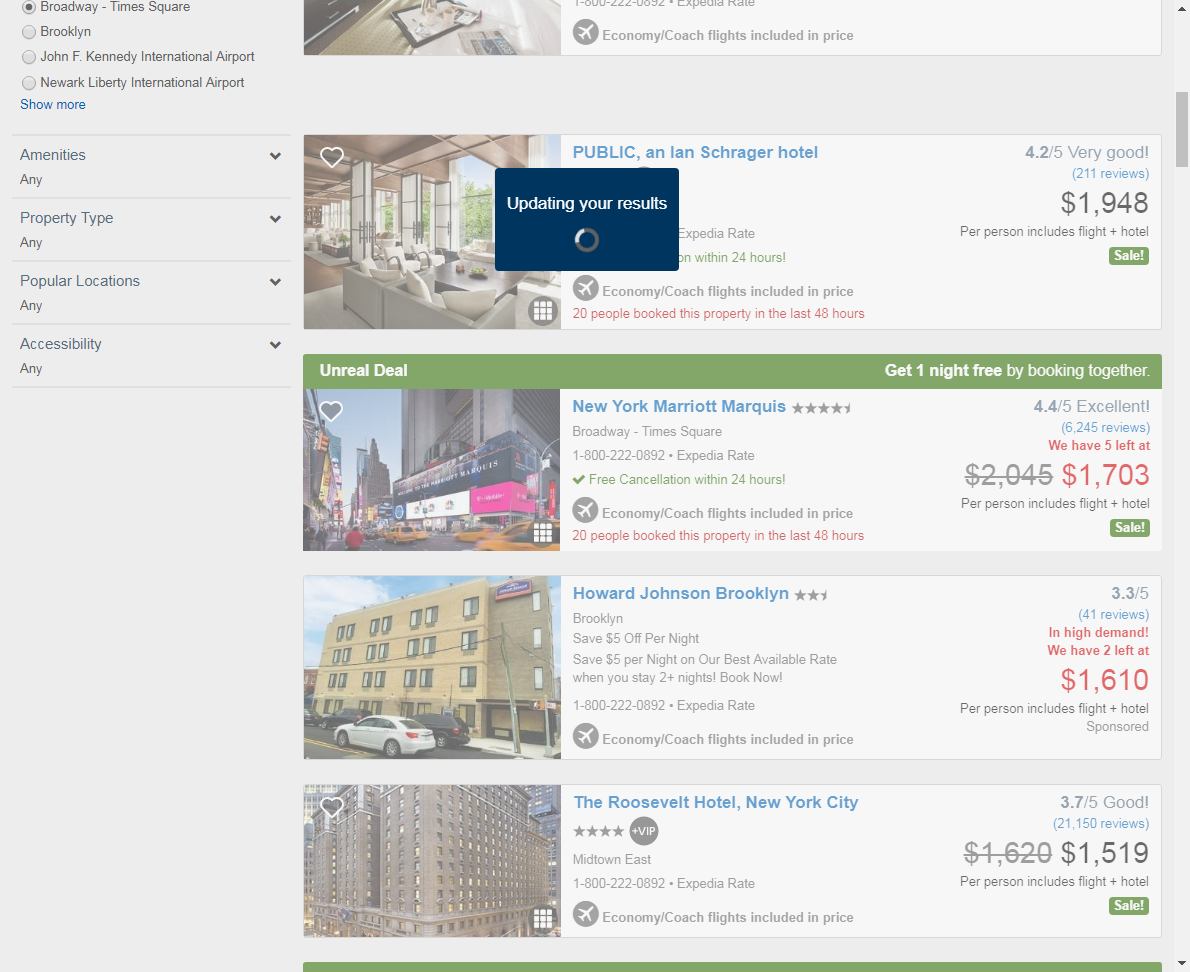 Broadway - Times Square
Brooklyn
John F. Kennedy International Airport
Newark Liberty International Airport
Show more
Amenities
Any
Property Type
Any
Popular Locations
Any
Accessibility
Any
1-800-222-0892 • Expedia Rate
Economy/Coach flights included in price
PUBLIC, an Ian Schrager hotel
4.2/5 Very good!
(211 reviews)
$1,948
Updating your results
Expedia Rate
Per person includes flight + hotel
within 24 hours!
Sale!
Economy/Coach flights included in price
20 people booked this property in the last 48 hours
Unreal Deal
Get 1 night free by booking together.
New York Marriott Marquis
4.4/5 Excellent!
Broadway - Times Square
(6,245 reviews)
We have 5 left at
1-800-222-0892 • Expedia Rate
$2,045 $1,703
Free Cancellation within 24 hours!
Per person includes flight + hotel
Economy/Coach flights included in price
Sale!
20 people booked this property in the last 48 hours
WELCOME TO THE MARRIOTT MARQUIS
Howard Johnson Brooklyn
3.3/5
Brooklyn
(41 reviews)
Save $5 Off Per Night
In high demand!
We have 2 left at
Save $5 per Night on Our Best Available Rate
when you stay 2+ nights! Book Now!
$1,610
1-800-222-0892 • Expedia Rate
Per person includes flight + hotel
Sponsored
Economy/Coach flights included in price
The Roosevelt Hotel, New York City
3.7/5 Good!
+VIP
(21,150 reviews)
Midtown East
$1,620 $1,519
1-800-222-0892 • Expedia Rate
Per person includes flight + hotel
Sale!
Economy/Coach flights included in price